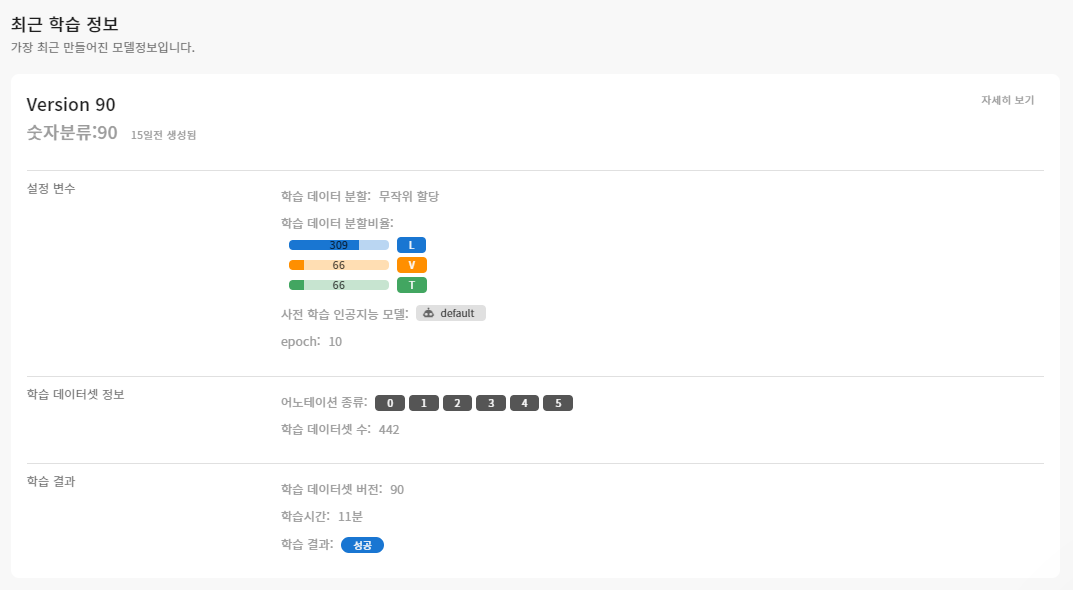 최근 학습 정보
가장 최근 만들어진 모델정보입니다.
Version 90
자세히 보기
숫자분류:90 15일전 생성됨
설정 변수
학습 데이터 분할: 무작위 할당
학습 데이터 분할비율:
309 L
66 V
66 T
사전 학습 인공지능 모델: default
epoch: 10
학습 데이터셋 정보
어노테이션 종류: 0 1 2 3 4 5
학습 데이터셋 수: 442
학습 결과
학습 데이터셋 버전: 90
학습시간: 11분
학습 결과: 성공